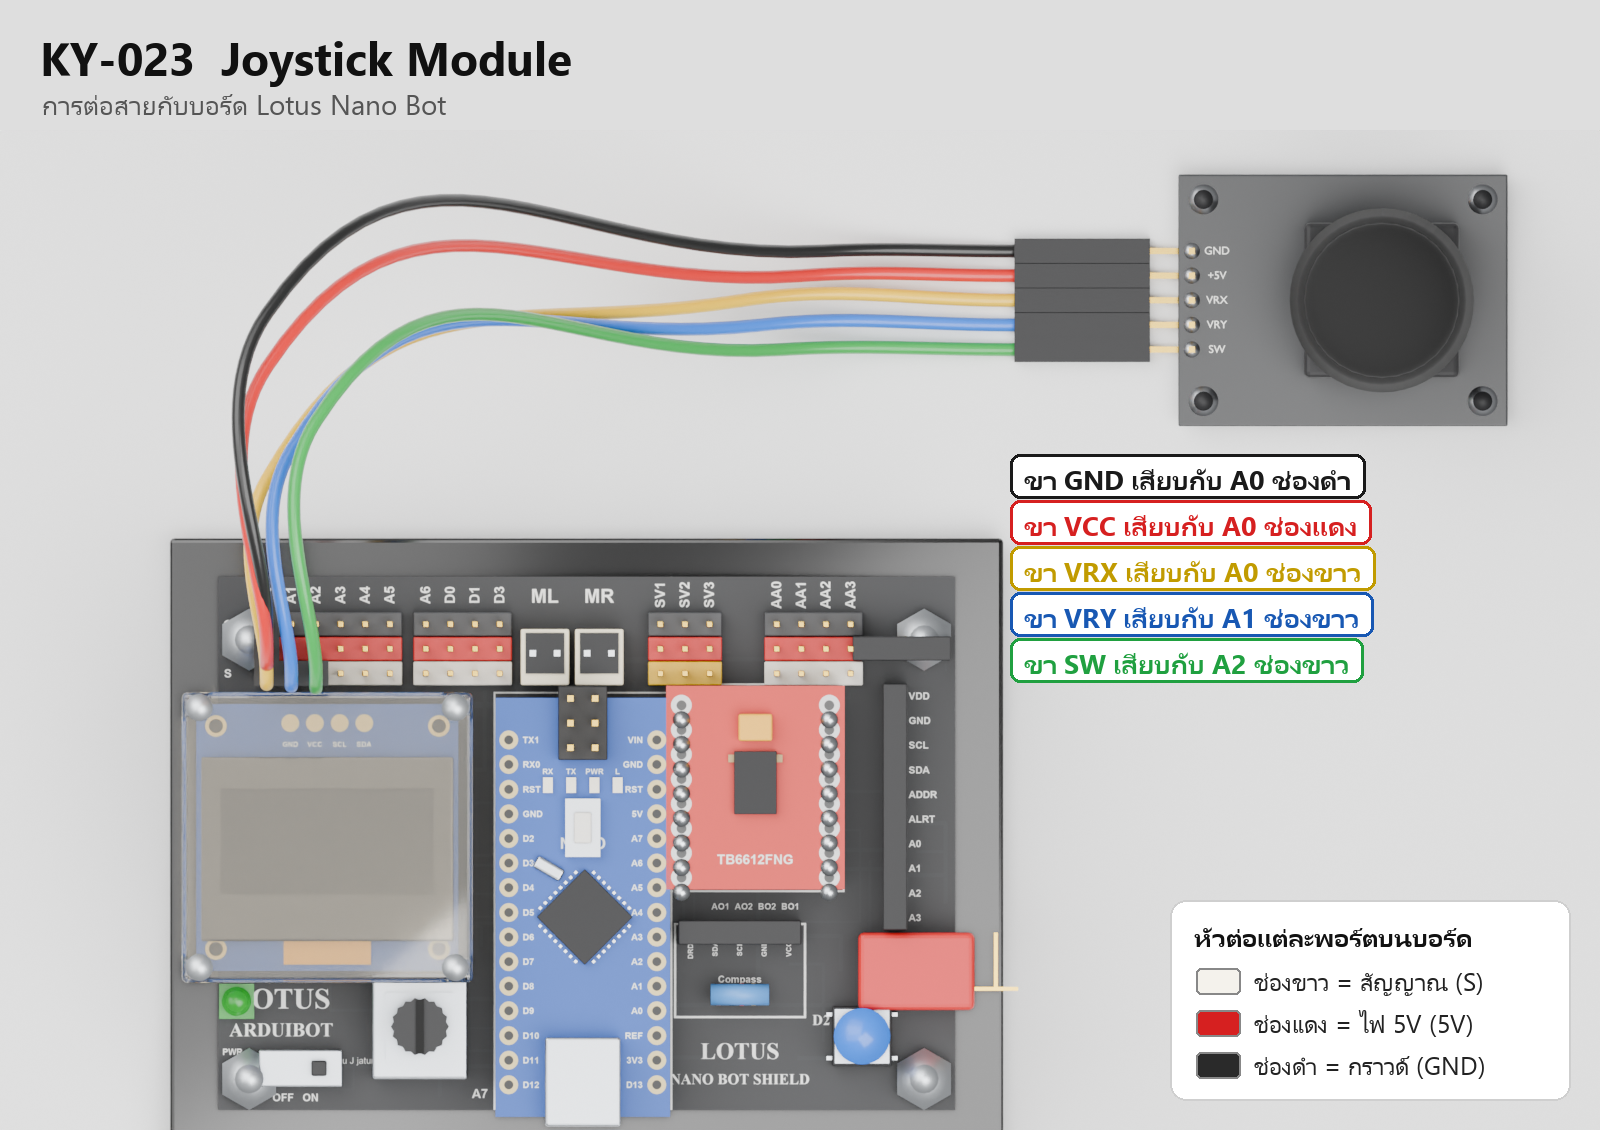 KY-023 Joystick Module
การต่อสายกับบอร์ด Lotus Nano Bot
GND
+5V
VRX
VRY
SW
ขา GND เสียบกับ A0 ช่องดำ
ขา VCC เสียบกับ A0 ช่องแดง
ขา VRX เสียบกับ A0 ช่องขาว
ขา VRY เสียบกับ A1 ช่องขาว
ขา SW เสียบกับ A2 ช่องขาว
A1 A2 A3 A4 A5 A6 D0 D1 D3 ML MR SV1 SV2 SV3 AA0 AA1 AA2 AA3
S
GND VCC SCL SDA
TX1
RX0
RST
GND
D2
D3
D4
D5
D6
D7
D8
D9
D10
D11
D12
RX TX PWR L
VIN
GND
RST
5V
A7
A6
A5
A4
A3
A2
A1
A0
REF
3V3
D13
TB6612FNG
AO1 AO2 BO2 BO1
Compass
VDD
GND
SCL
SDA
ADDR
ALRT
A0
A1
A2
A3
D2
OTUS
ARDUIBOT
PWR
OFF ON
A7
LOTUS
NANO BOT SHIELD
หัวต่อแต่ละพอร์ตบนบอร์ด
ช่องขาว = สัญญาณ (S)
ช่องแดง = ไฟ 5V (5V)
ช่องดำ = กราวด์ (GND)